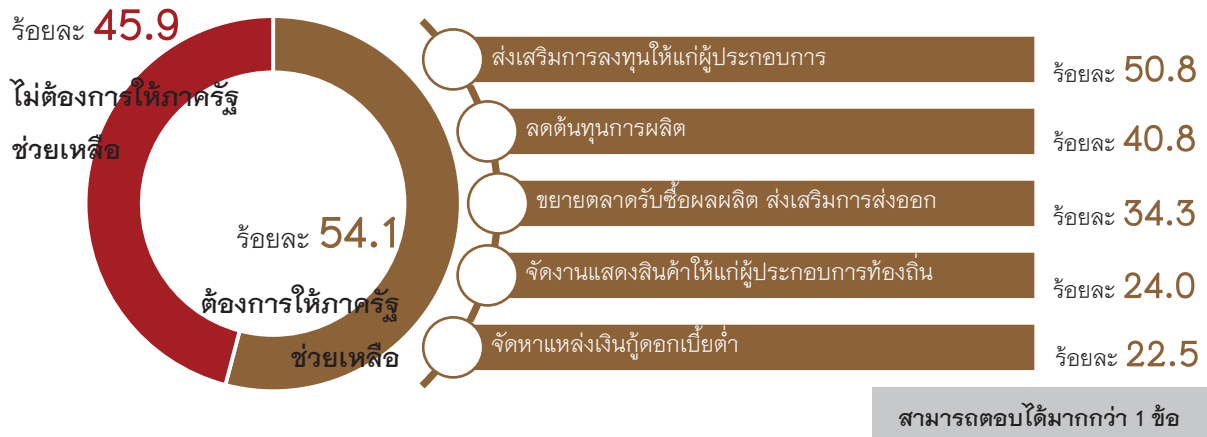 ร้อยละ 45.9
ไม่ต้องการให้ภาครัฐ
ช่วยเหลือ
ร้อยละ 54.1
ต้องการให้ภาครัฐ
ช่วยเหลือ
ส่งเสริมการลงทุนให้แก่ผู้ประกอบการ
ร้อยละ 50.8
ลดต้นทุนการผลิต
ร้อยละ 40.8
ขยายตลาดรับซื้อผลผลิต ส่งเสริมการส่งออก
ร้อยละ 34.3
จัดงานแสดงสินค้าให้แก่ผู้ประกอบการท้องถิ่น
ร้อยละ 24.0
จัดหาแหล่งเงินกู้ดอกเบี้ยต่ำ
ร้อยละ 22.5
สามารถตอบได้มากกว่า 1 ข้อ